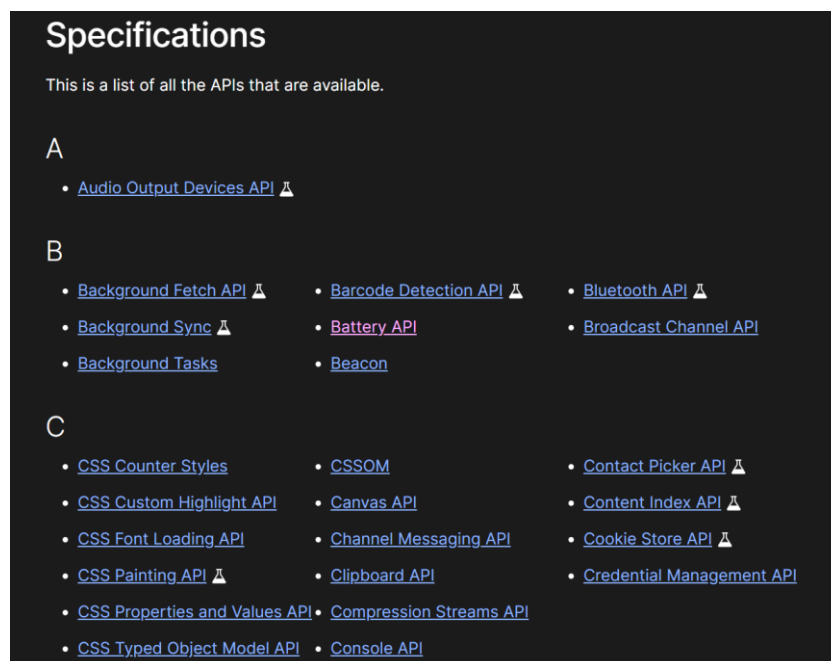 Specifications
This is a list of all the APIs that are available.
A
Audio Output Devices API
B
Background Fetch API
Background Sync
Background Tasks
Barcode Detection API
Battery API
Beacon
Bluetooth API
Broadcast Channel API
C
CSS Counter Styles
CSS Custom Highlight API
CSS Font Loading API
CSS Painting API
CSS Properties and Values API
CSS Typed Object Model API
CSSOM
Canvas API
Channel Messaging API
Clipboard API
Compression Streams API
Console API
Contact Picker API
Content Index API
Cookie Store API
Credential Management API